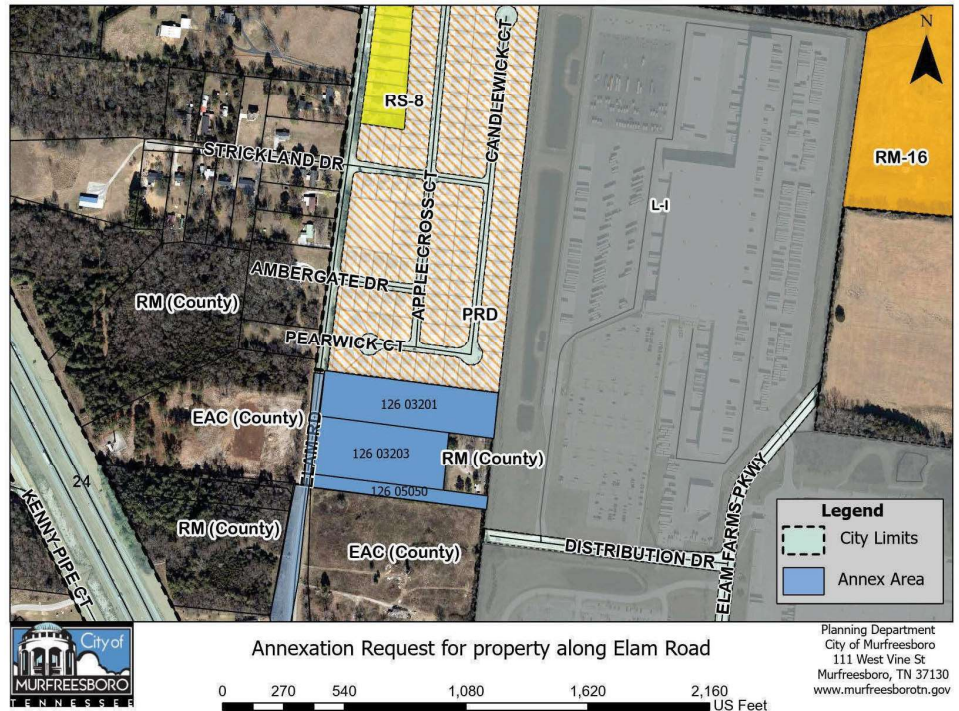 N
RS-8
CANDLEWICK CT
STRICKLAND DR
RM-16
L-I
APPLE CROSS CT
AMBERGATE DR
RM (County)
PRD
PEARWICK CT
126 03201
EAC (County)
ELAM RD
126 03203
RM (County)
24
126 05050
KENNY PIPE CT
RM (County)
EAC (County)
DISTRIBUTION DR
ELAM FARMS PKWY
Legend
City Limits
Annex Area
City of
MURFREESBORO
TENNESSEE
Annexation Request for property along Elam Road
0 270 540 1,080 1,620 2,160
US Feet
Planning Department
City of Murfreesboro
111 West Vine St
Murfreesboro, TN 37130
www.murfreesborotn.gov